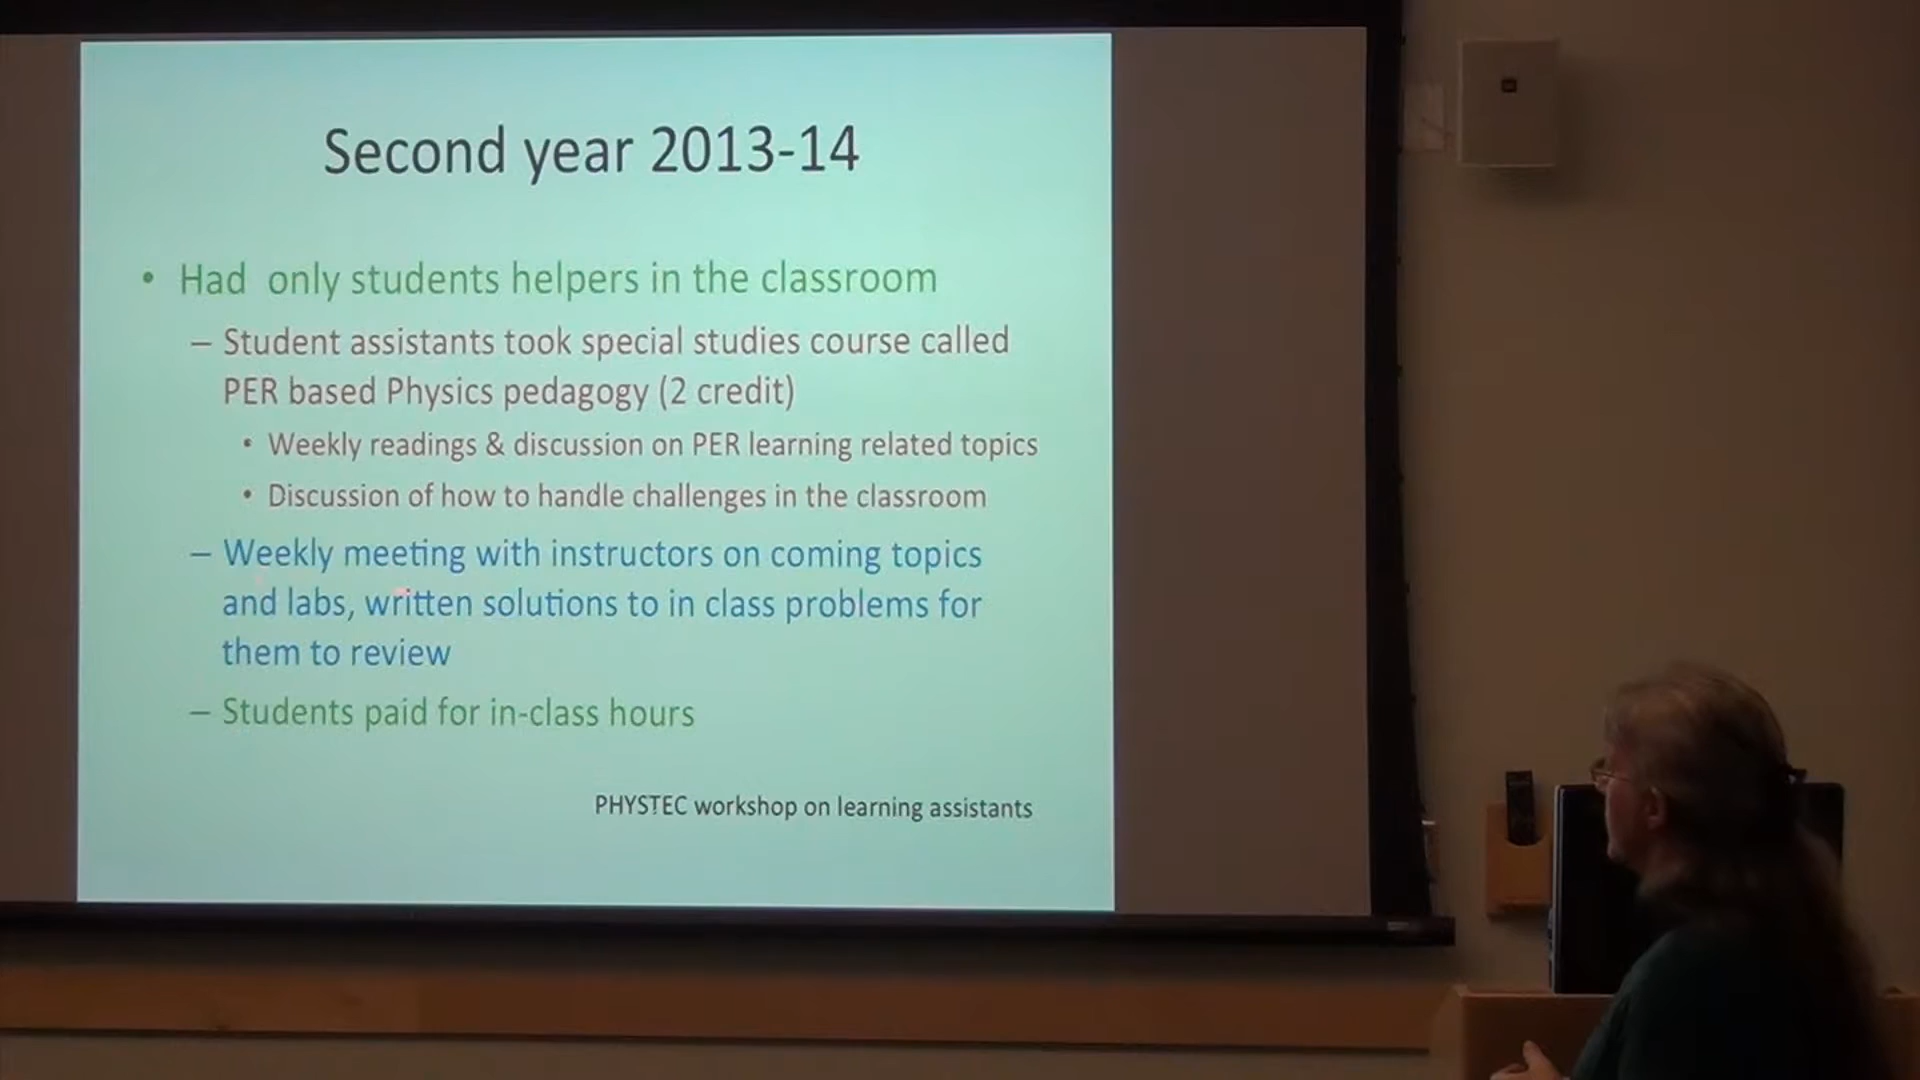 Second year 2013-14
• Had only students helpers in the classroom
– Student assistants took special studies course called
PER based Physics pedagogy (2 credit)
• Weekly readings & discussion on PER learning related topics
• Discussion of how to handle challenges in the classroom
– Weekly meeting with instructors on coming topics
and labs, written solutions to in class problems for
them to review
– Students paid for in-class hours
PHYSTEC workshop on learning assistants